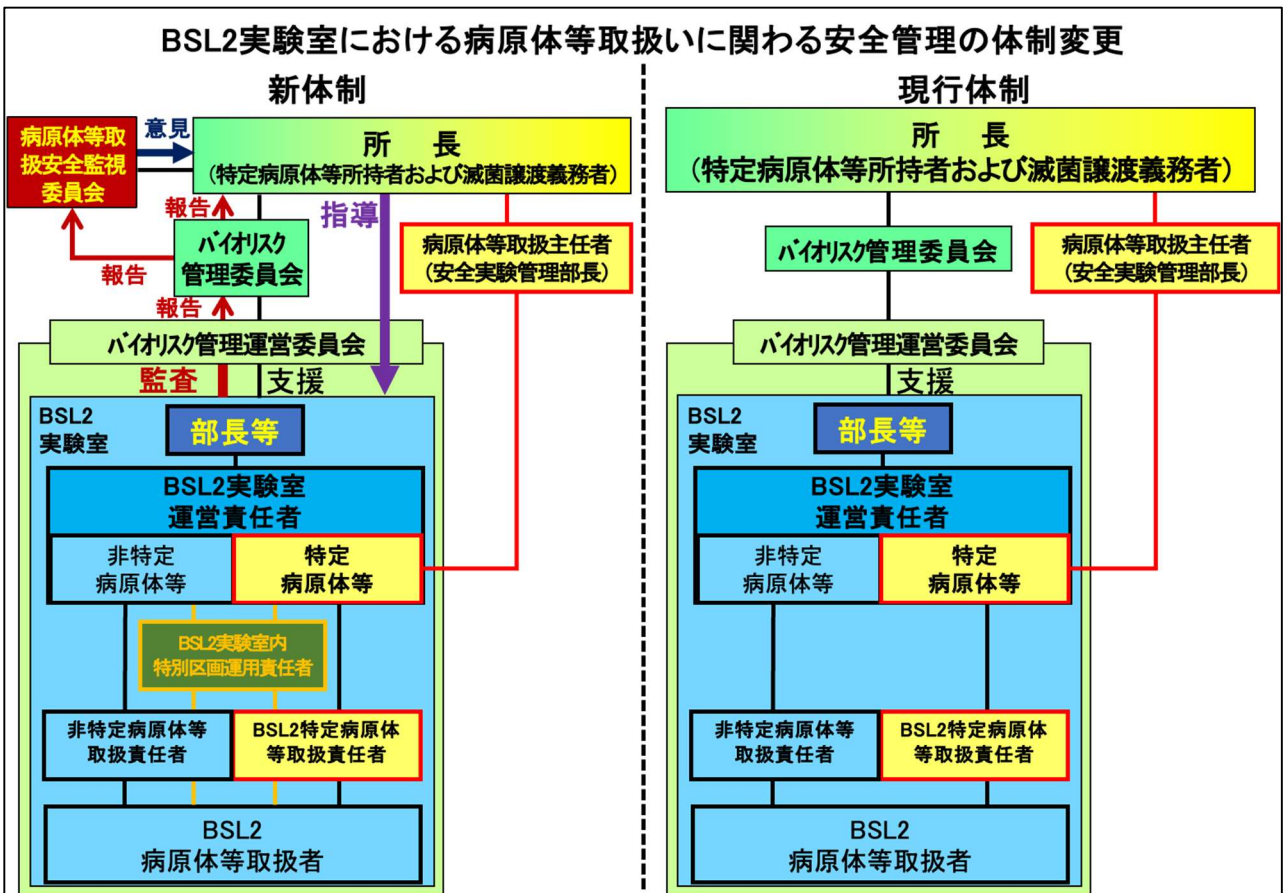 BSL2実験室における病原体等取扱いに関わる安全管理の体制変更
新体制
病原体等取
扱安全監視
委員会
意見
所　長
(特定病原体等所持者および滅菌譲渡義務者)
報告
指導
バイオリスク
管理委員会
報告
報告
病原体等取扱主任者
(安全実験管理部長)
バイオリスク管理運営委員会
監査
支援
BSL2
実験室
部長等
BSL2実験室
運営責任者
非特定
病原体等
特定
病原体等
BSL2実験室内
特別区画運用責任者
非特定病原体等
取扱責任者
BSL2特定病原体
等取扱責任者
BSL2
病原体等取扱者
現行体制
所　長
(特定病原体等所持者および滅菌譲渡義務者)
バイオリスク管理委員会
病原体等取扱主任者
(安全実験管理部長)
バイオリスク管理運営委員会
支援
BSL2
実験室
部長等
BSL2実験室
運営責任者
非特定
病原体等
特定
病原体等
非特定病原体等
取扱責任者
BSL2特定病原体
等取扱責任者
BSL2
病原体等取扱者